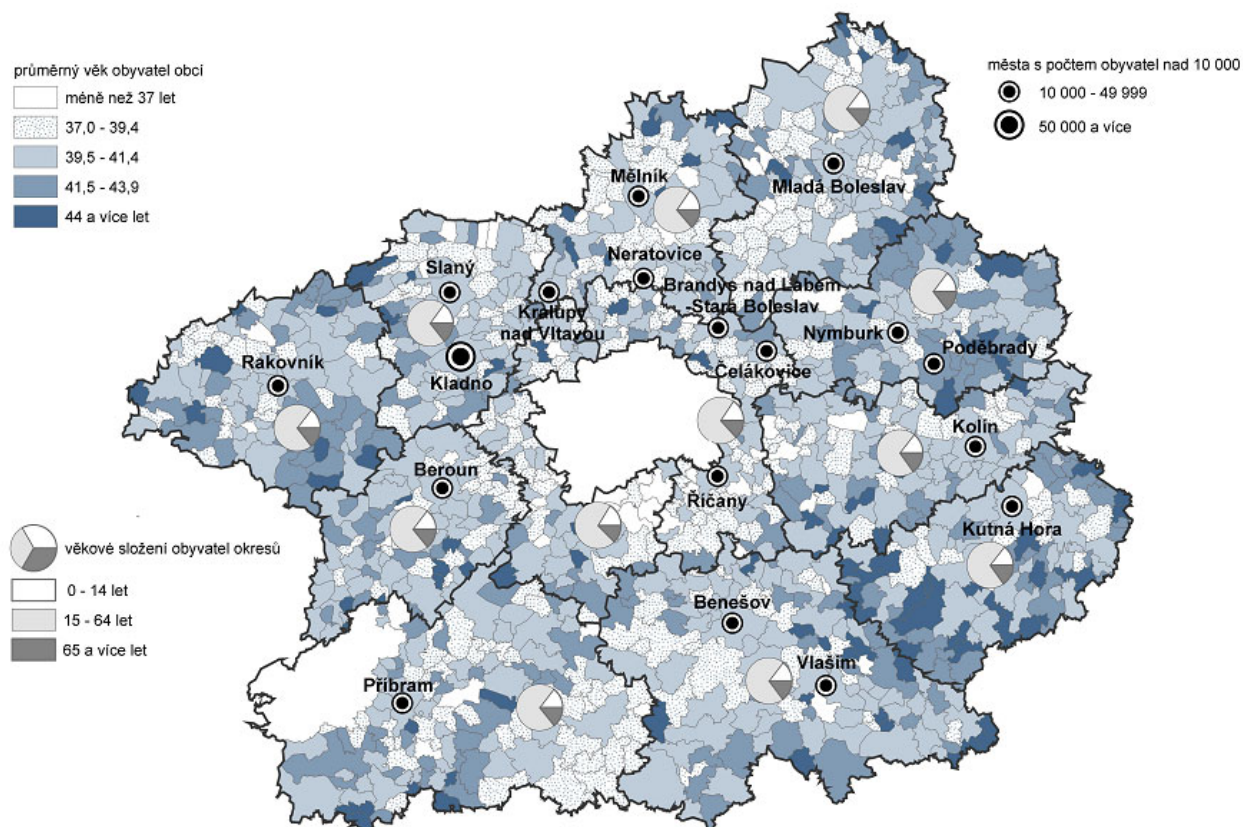 průměrný věk obyvatel obcí
méně než 37 let
37,0 - 39,4
39,5 - 41,4
41,5 - 43,9
44 a více let
města s počtem obyvatel nad 10 000
10 000 - 49 999
50 000 a více
Mělník
Mladá Boleslav
Slaný
Neratovice
Brandýs nad Labem
-Stará Boleslav
Kralupy
nad Vltavou
Nymburk
Poděbrady
Rakovník
Kladno
Čelákovice
Kolín
Beroun
Říčany
Kutná Hora
věkové složení obyvatel okresů
0 - 14 let
15 - 64 let
65 a více let
Benešov
Vlašim
Příbram